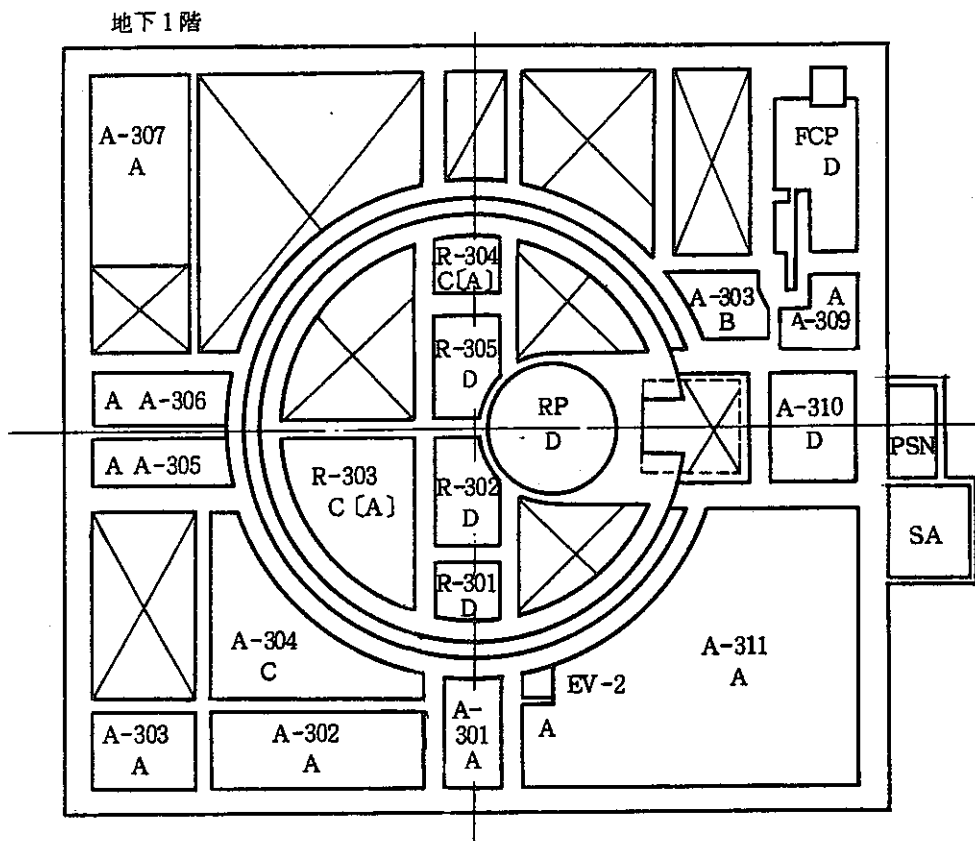 地下1階
A-307
A
FCP
D
R-304
C〔A〕
A-303
B
A
A-309
R-305
D
A A-306
RP
D
A-310
D
PSN
A A-305
R-303
C〔A〕
R-302
D
SA
R-301
D
A-304
C
A-311
A
EV-2
A-303
A
A-302
A
A-
301
A
A